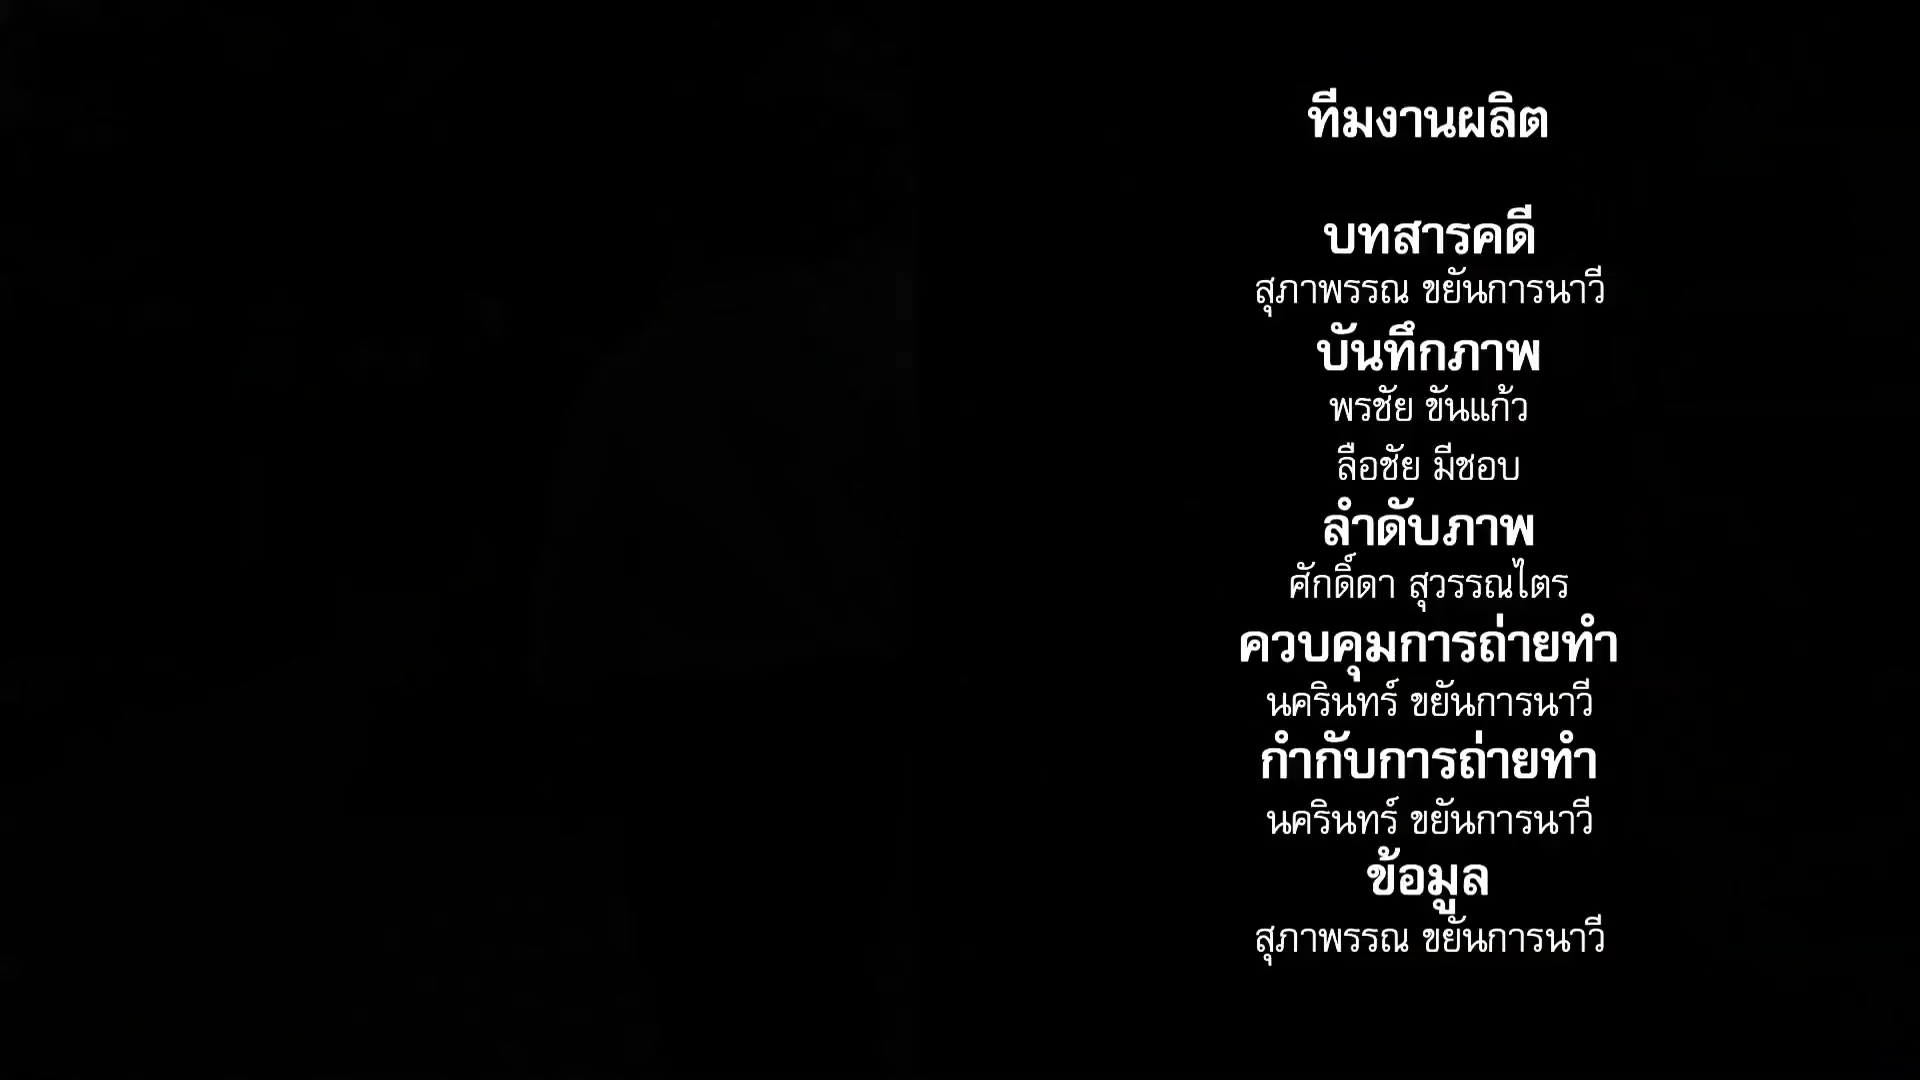 ทีมงานผลิต
บทสารคดี
สุภาพรรณ ขยันการนาวี
บันทึกภาพ
พรชัย ขันแก้ว
ลือชัย มีชอบ
ลำดับภาพ
ศักดิ์ดา สุวรรณไตร
ควบคุมการถ่ายทำ
นครินทร์ ขยันการนาวี
กำกับการถ่ายทำ
นครินทร์ ขยันการนาวี
ข้อมูล
สุภาพรรณ ขยันการนาวี